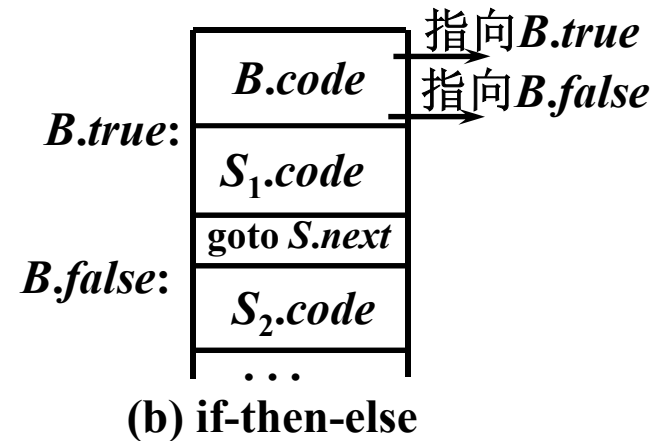 指向B.true
B.code
指向B.false
B.true:
S₁.code
goto S.next
B.false:
S₂.code
...
(b) if-then-else